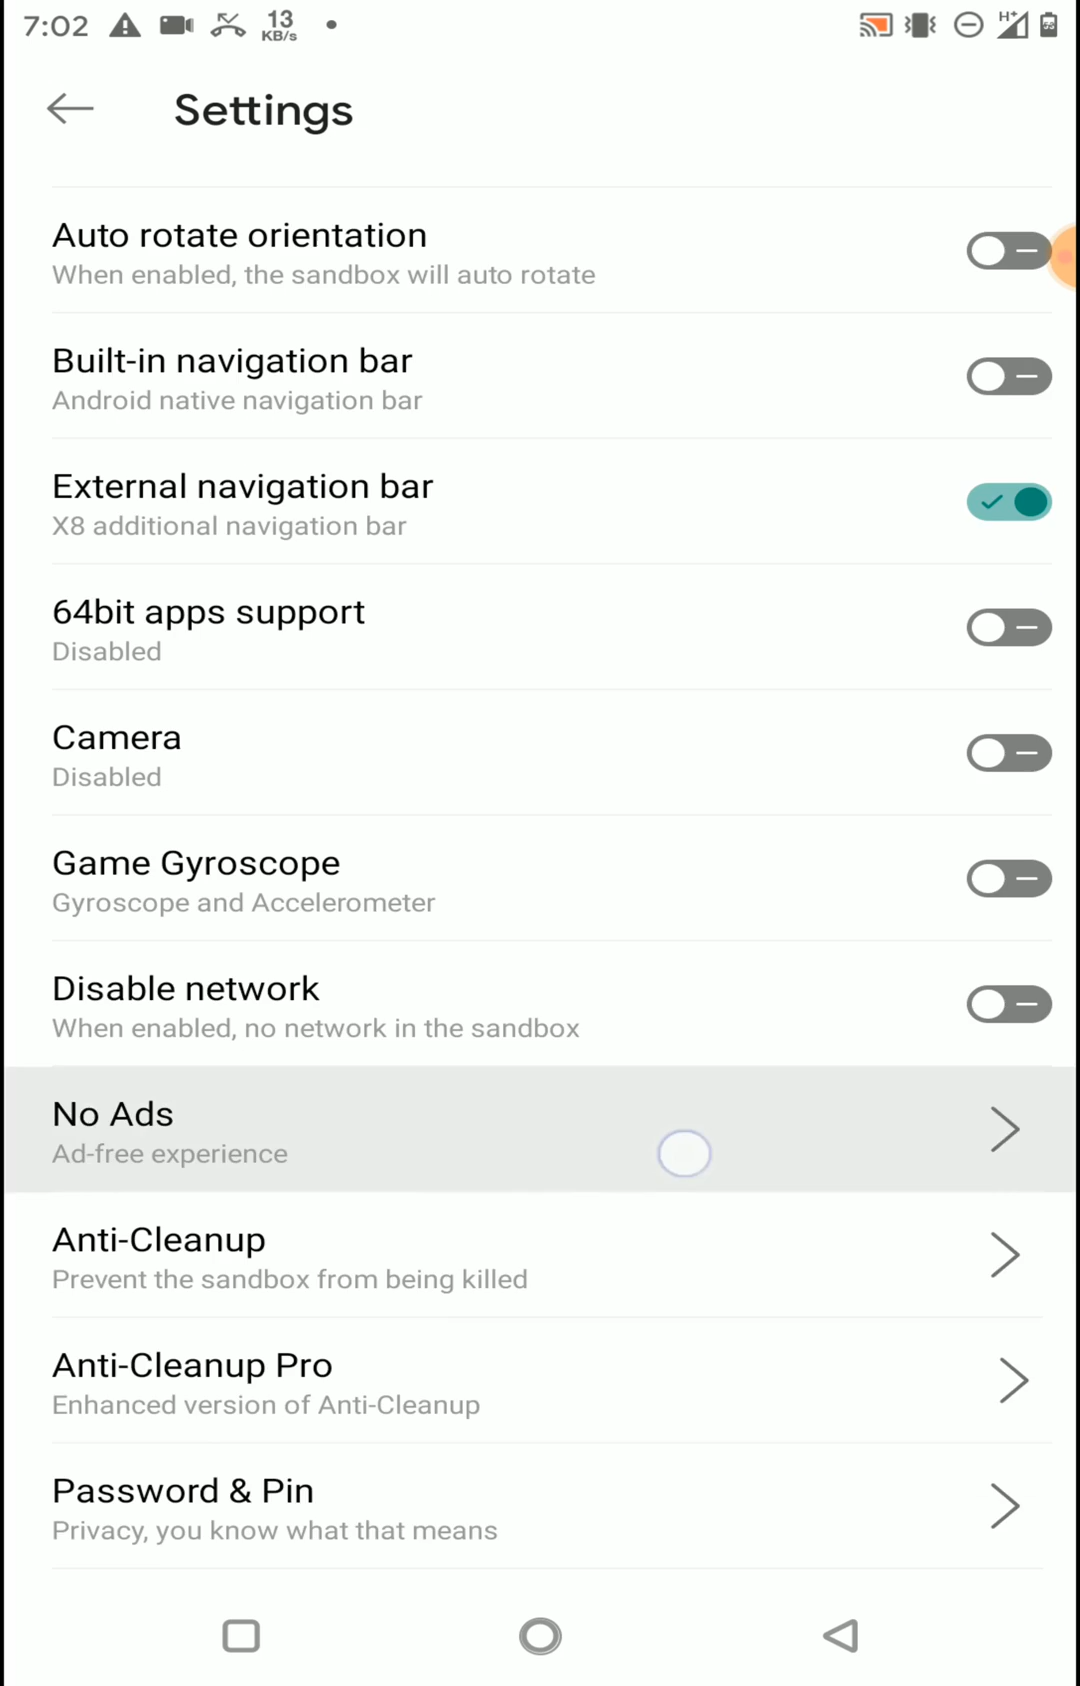 7:02
13
KB/s
H+
Settings
Auto rotate orientation
When enabled, the sandbox will auto rotate
Built-in navigation bar
Android native navigation bar
External navigation bar
X8 additional navigation bar
64bit apps support
Disabled
Camera
Disabled
Game Gyroscope
Gyroscope and Accelerometer
Disable network
When enabled, no network in the sandbox
No Ads
Ad-free experience
Anti-Cleanup
Prevent the sandbox from being killed
Anti-Cleanup Pro
Enhanced version of Anti-Cleanup
Password & Pin
Privacy, you know what that means